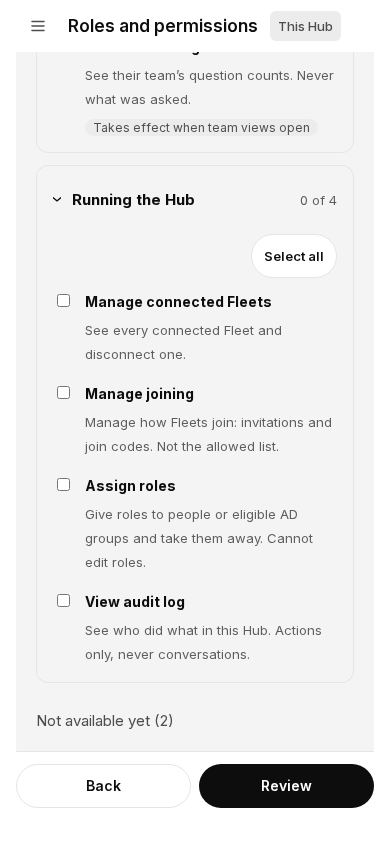 Roles and permissions
This Hub
See their team’s question counts. Never
what was asked.
Takes effect when team views open
Running the Hub
0 of 4
Select all
Manage connected Fleets
See every connected Fleet and
disconnect one.
Manage joining
Manage how Fleets join: invitations and
join codes. Not the allowed list.
Assign roles
Give roles to people or eligible AD
groups and take them away. Cannot
edit roles.
View audit log
See who did what in this Hub. Actions
only, never conversations.
Not available yet (2)
Back
Review